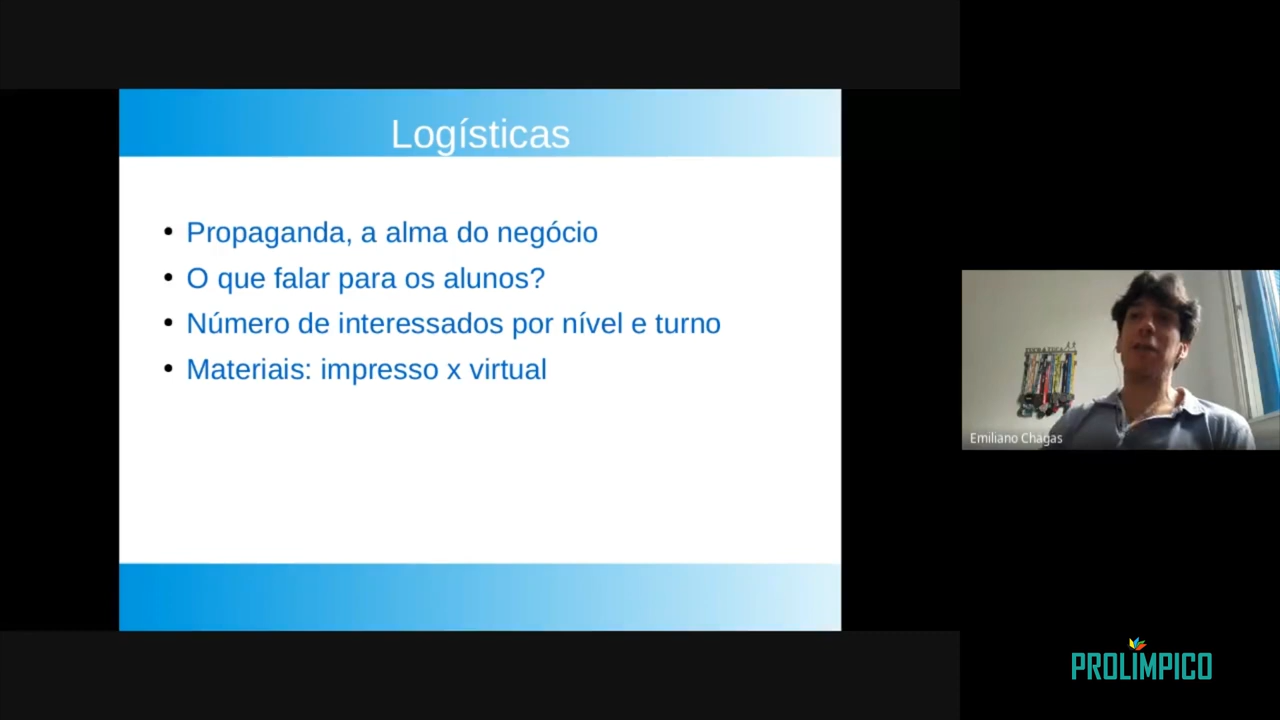 Logísticas
Propaganda, a alma do negócio
O que falar para os alunos?
Número de interessados por nível e turno
Materiais: impresso x virtual
Emiliano Chagas
PROLIMPICO